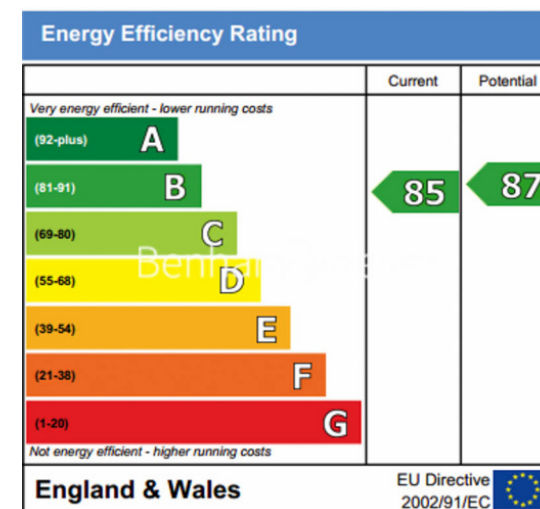 Energy Efficiency Rating
Current Potential
Very energy efficient - lower running costs
(92-plus) A
(81-91) B 85 87
(69-80) C
(55-68) D
(39-54) E
(21-38) F
(1-20) G
Not energy efficient - higher running costs
England & Wales
EU Directive
2002/91/EC